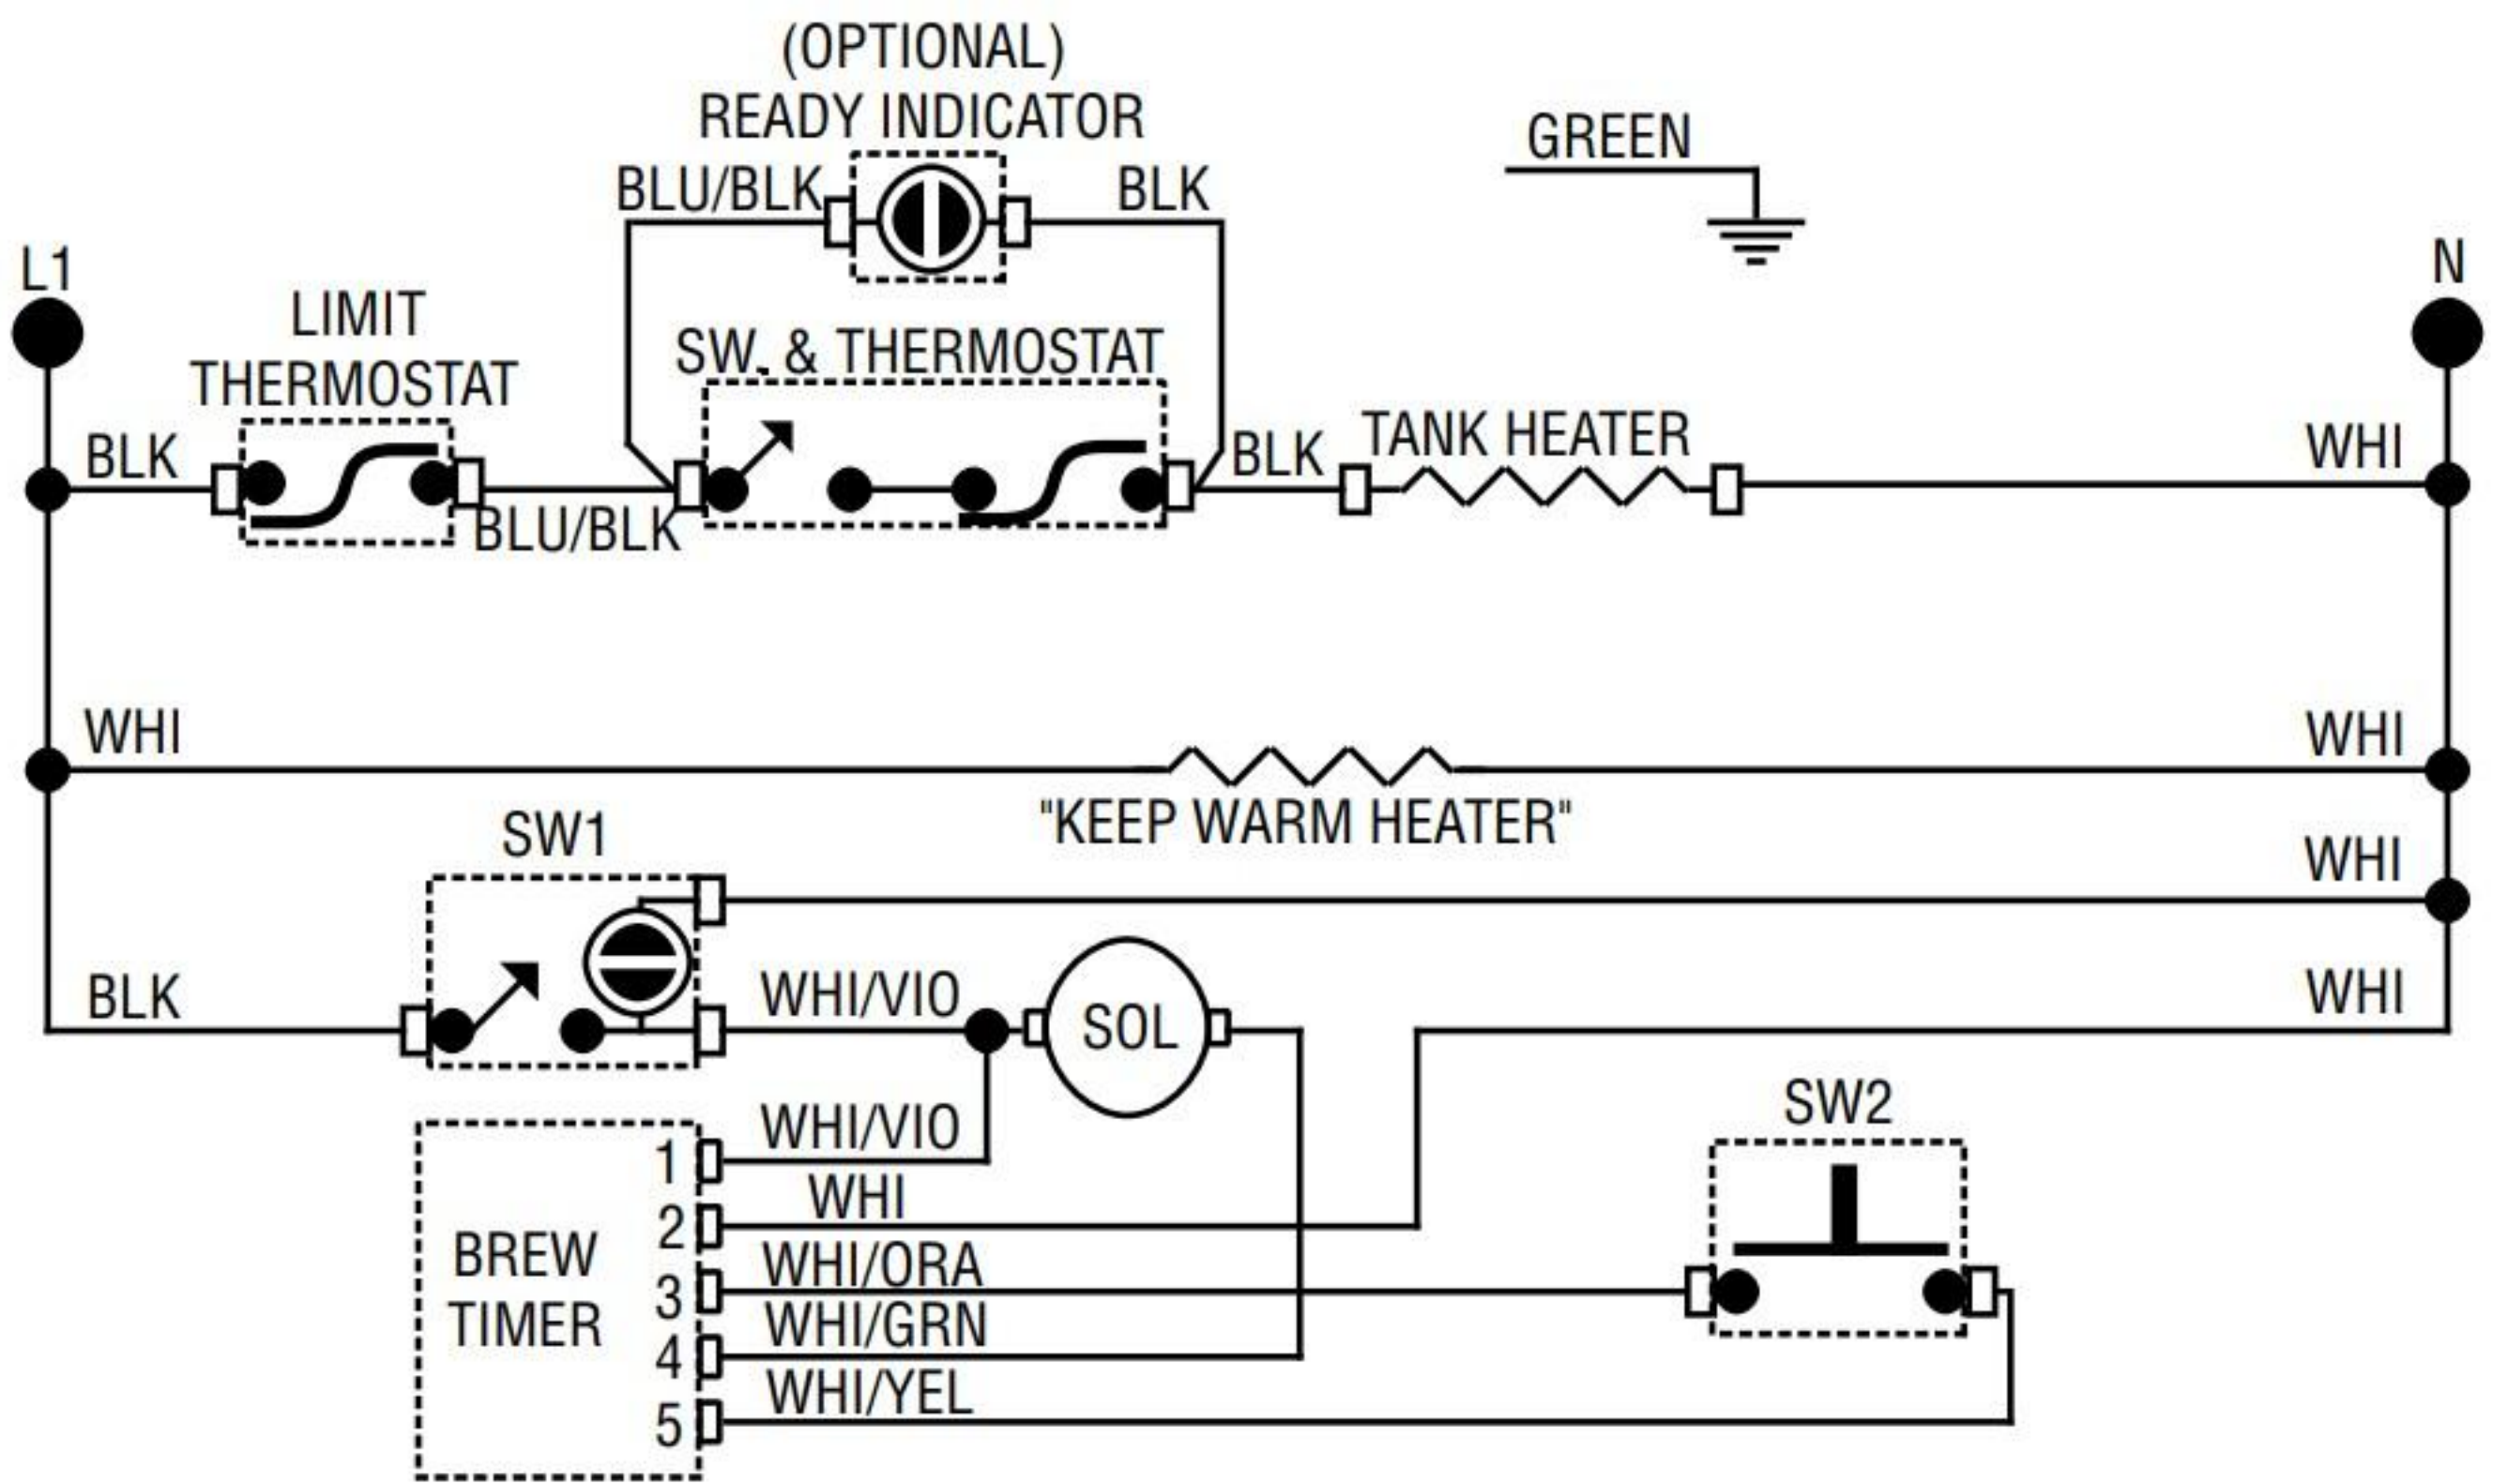 (OPTIONAL)
READY INDICATOR
GREEN
BLU/BLK
BLK
L1
N
LIMIT
THERMOSTAT
SW. & THERMOSTAT
BLK
BLU/BLK
BLK
TANK HEATER
WHI
WHI
WHI
"KEEP WARM HEATER"
SW1
WHI
BLK
WHI/VIO
SOL
WHI
SW2
BREW
TIMER
1
WHI/VIO
2
WHI
3
WHI/ORA
4
WHI/GRN
5
WHI/YEL